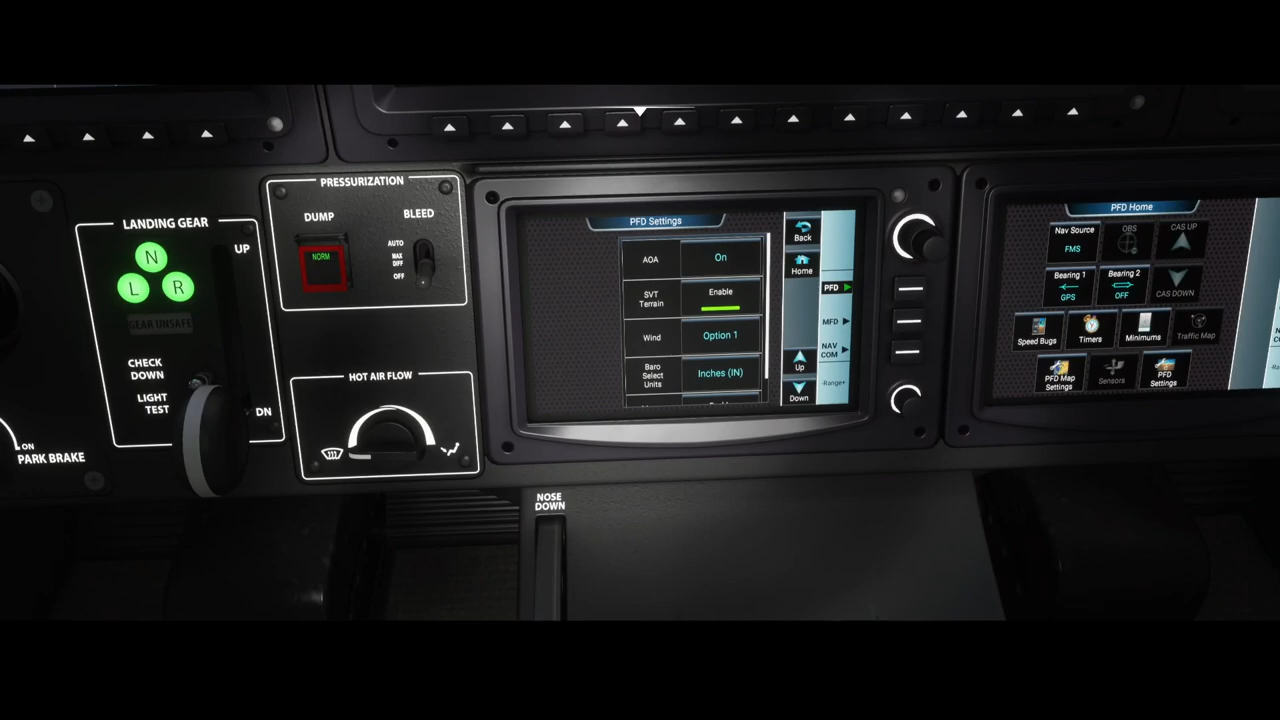 LANDING GEAR
N
L
R
UP
GEAR UNSAFE
CHECK
DOWN
LIGHT
TEST
DN
ON
PARK BRAKE
PRESSURIZATION
DUMP
BLEED
NORM
AUTO
MAX
DIFF
OFF
HOT AIR FLOW
NOSE
DOWN
PFD Settings
AOA
On
SVT
Terrain
Enable
Wind
Option 1
Baro
Select
Units
Inches (IN)
Back
Home
Up
Down
PFD
MFD
NAV
COM
-Range+
PFD Home
Nav Source
FMS
OBS
CAS UP
Bearing 1
GPS
Bearing 2
OFF
CAS DOWN
Speed Bugs
Timers
Minimums
Traffic Map
PFD Map
Settings
Sensors
PFD
Settings